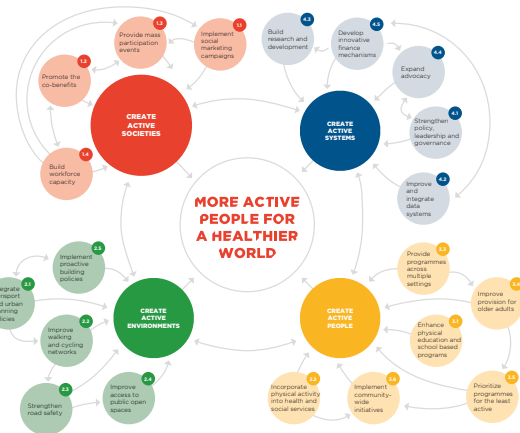 1.3
Provide mass
participation
events
1.1
Implement
social
marketing
campaigns
1.2
Promote the
co-benefits
1.4
Build
workforce
capacity
CREATE
ACTIVE
SOCIETIES
4.3
Build
research and
development
4.5
Develop
innovative
finance
mechanisms
4.4
Expand
advocacy
4.1
Strengthen
policy,
leadership and
governance
4.2
Improve
and
integrate
data
systems
CREATE
ACTIVE
SYSTEMS
MORE ACTIVE
PEOPLE FOR
A HEALTHIER
WORLD
2.5
Implement
proactive
building
policies
2.1
2.2
Improve
walking
and cycling
networks
2.3
Strengthen
road safety
2.4
Improve
access to
public open
spaces
CREATE
ACTIVE
ENVIRONMENTS
CREATE
ACTIVE
PEOPLE
Provide
programmes
across
multiple
settings
Improve
provision for
older adults
3.1
Enhance
physical
education and
school based
programs
3.5
Prioritize
programmes
for the least
active
3.2
Incorporate
physical activity
into health and
social services
3.6
Implement
community-
wide
initiatives